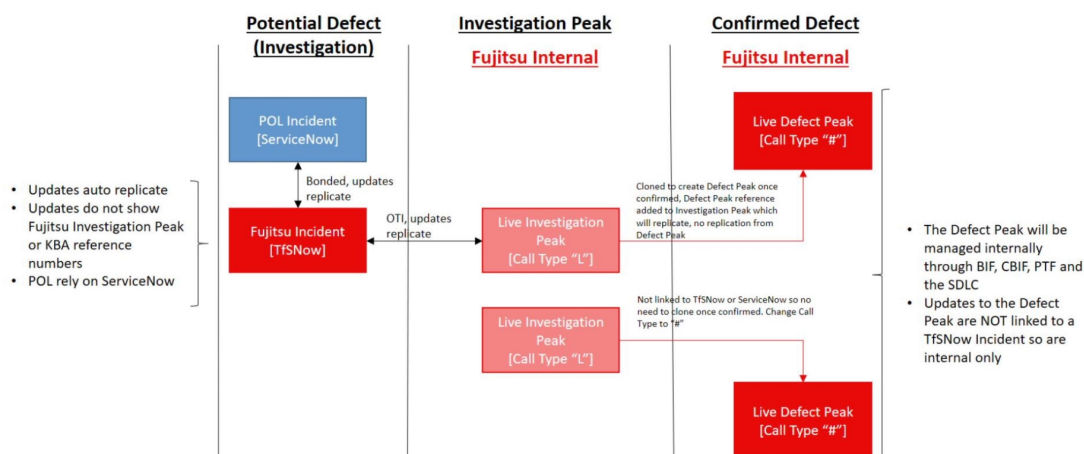 Potential Defect
(Investigation)
Investigation Peak
Fujitsu Internal
Confirmed Defect
Fujitsu Internal
POL Incident
[ServiceNow]
Bonded, updates
replicate
Fujitsu Incident
[TfSNow]
OTI, updates
replicate
• Updates auto replicate
• Updates do not show
Fujitsu Investigation Peak
or KBA reference
numbers
• POL rely on ServiceNow
Live Investigation
Peak
[Call Type “L”]
Cloned to create Defect Peak once
confirmed, Defect Peak reference
added to Investigation Peak which
will replicate, no replication from
Defect Peak
Live Defect Peak
[Call Type “#”]
Live Investigation
Peak
[Call Type “L”]
Not linked to TfSNow or ServiceNow so no
need to clone once confirmed. Change Call
Type to “#”
Live Defect Peak
[Call Type “#”]
• The Defect Peak will be
managed internally
through BIF, CBIF, PTF and
the SDLC
• Updates to the Defect
Peak are NOT linked to a
TfSNow Incident so are
internal only